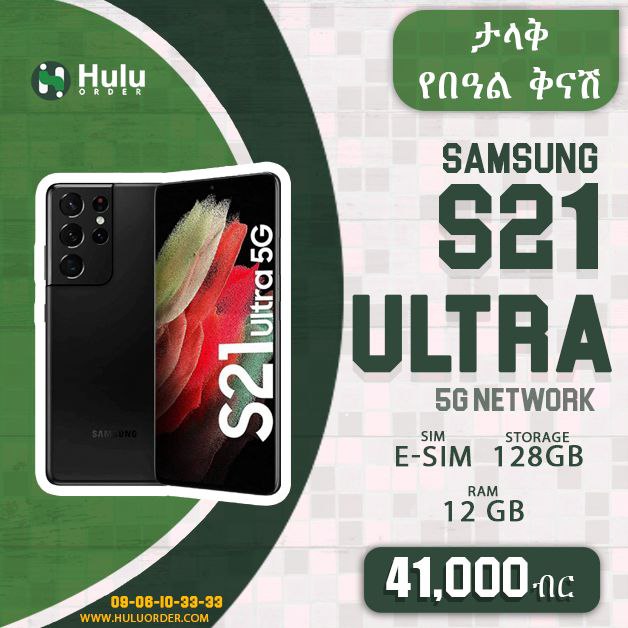 Hulu
ORDER
ታላቅ
የበዓል ቅናሽ
SAMSUNG
S21
ULTRA
5G NETWORK
SIM
E-SIM
STORAGE
128GB
RAM
12 GB
41,000 ብር
S21 Ultra 5G
SAMSUNG
09-06-10-33-33
WWW.HULUORDER.COM